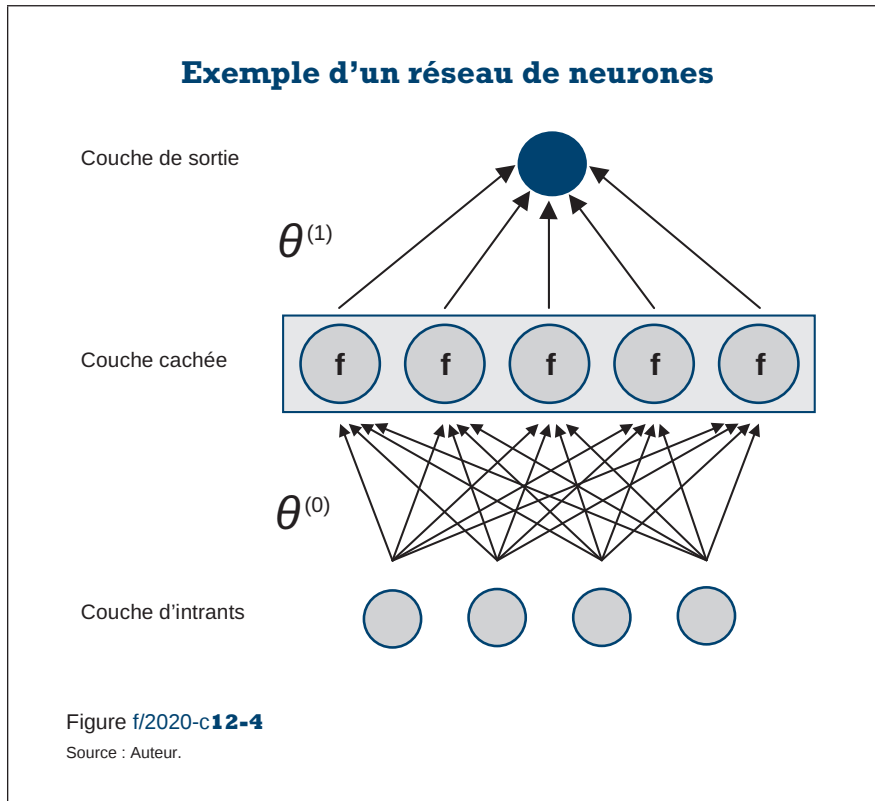 Exemple d’un réseau de neurones
Couche de sortie
θ(1)
Couche cachée
f f f f f
θ(0)
Couche d’intrants
Figure f/2020-c12-4
Source : Auteur.